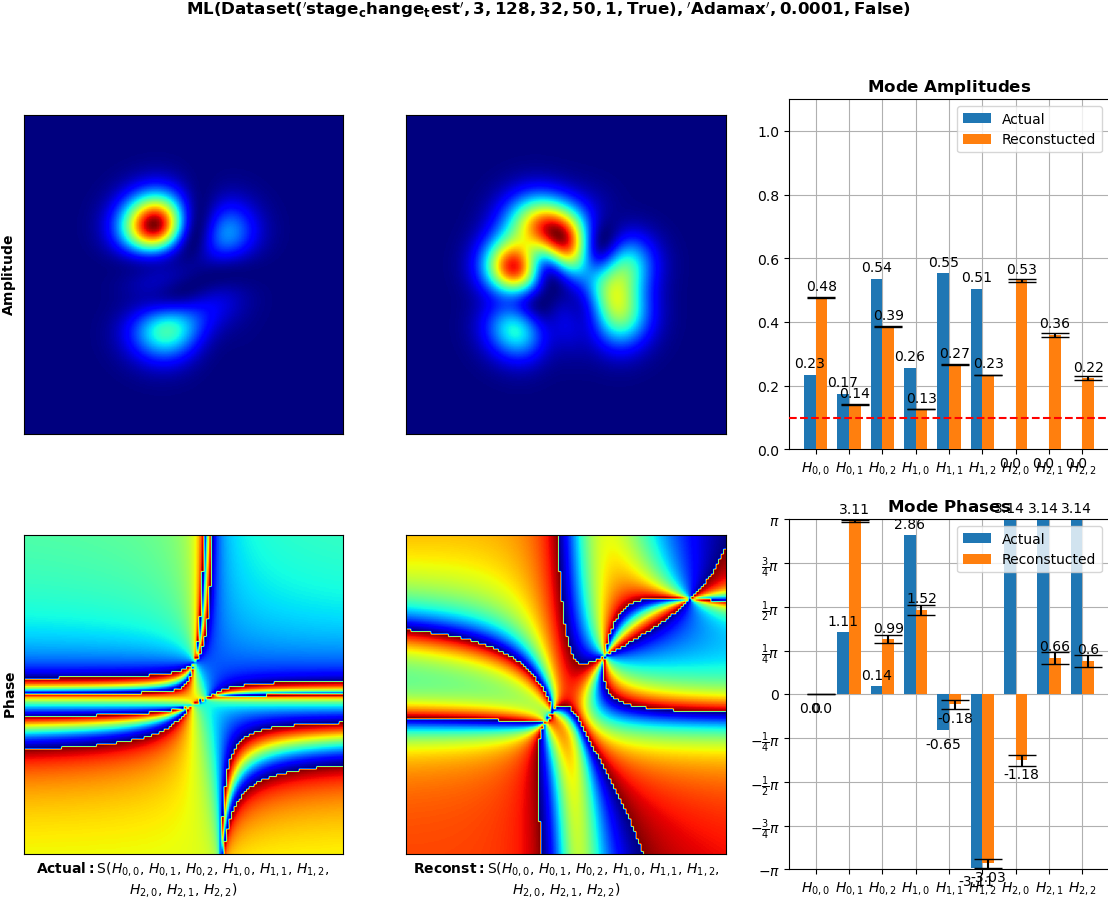 ML(Dataset('stage_change_test', 3, 128, 32, 50, 1, True), 'Adamax', 0.0001, False)
Amplitude
Mode Amplitudes
Actual
Reconstucted
1.0
0.8
0.6
0.4
0.2
0.0
0.23
0.48
0.17
0.14
0.54
0.39
0.26
0.13
0.55
0.27
0.51
0.23
0.0
0.53
0.0
0.36
0.0
0.22
H0,0 H0,1 H0,2 H1,0 H1,1 H1,2 H2,0 H2,1 H2,2
Phase
Mode Phases
Actual
Reconstucted
π
3/4π
1/2π
1/4π
0
−1/4π
−1/2π
−3/4π
−π
0.0
0.0
1.11
3.11
0.14
0.99
2.86
1.52
-0.65
-0.18
-3.03
3.14
-1.18
3.14
0.66
3.14
0.6
H0,0 H0,1 H0,2 H1,0 H1,1 H1,2 H2,0 H2,1 H2,2
Actual: S(H0,0, H0,1, H0,2, H1,0, H1,1, H1,2,
H2,0, H2,1, H2,2)
Reconst: S(H0,0, H0,1, H0,2, H1,0, H1,1, H1,2,
H2,0, H2,1, H2,2)